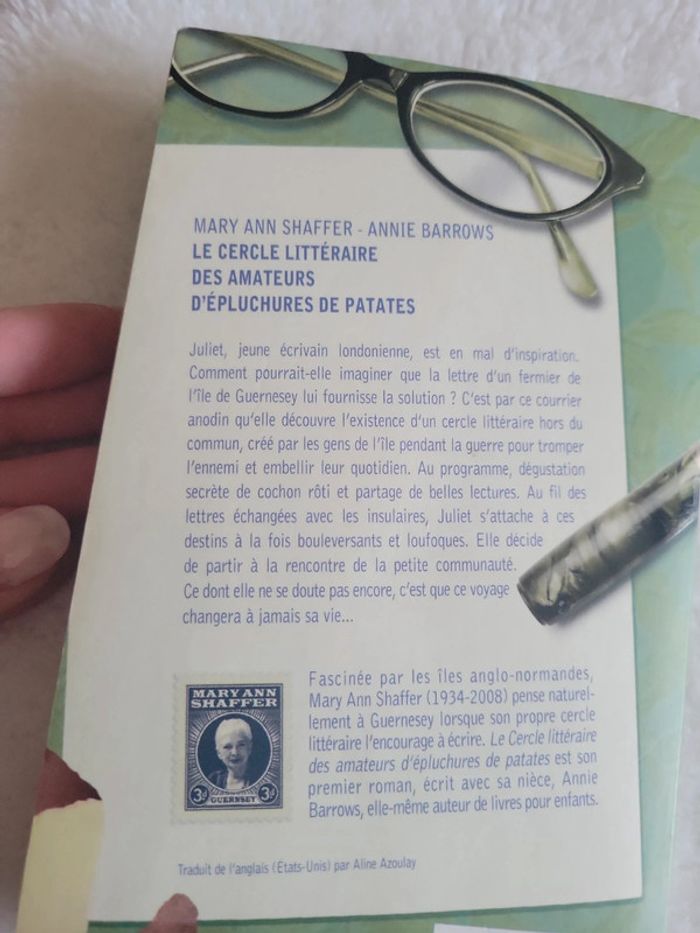 MARY ANN SHAFFER - ANNIE BARROWS
LE CERCLE LITTÉRAIRE
DES AMATEURS
D'ÉPLUCHURES DE PATATES
Juliet, jeune écrivain londonienne, est en mal d'inspiration.
Comment pourrait-elle imaginer que la lettre d'un fermier de
l'île de Guernesey lui fournisse la solution ? C'est par ce courrier
anodin qu'elle découvre l'existence d'un cercle littéraire hors du
commun, créé par les gens de l'île pendant la guerre pour tromper
l'ennemi et embellir leur quotidien. Au programme, dégustation
secrète de cochon rôti et partage de belles lectures. Au fil des
lettres échangées avec les insulaires, Juliet s'attache à ces
destins à la fois bouleversants et loufoques. Elle décide
de partir à la rencontre de la petite communauté.
Ce dont elle ne se doute pas encore, c'est que ce voyage
changera à jamais sa vie...
MARY ANN
SHAFFER
3d GUERNSEY 3d
Fascinée par les îles anglo-normandes,
Mary Ann Shaffer (1934-2008) pense naturel-
lement à Guernesey lorsque son propre cercle
littéraire l'encourage à écrire. Le Cercle littéraire
des amateurs d'épluchures de patates est son
premier roman, écrit avec sa nièce, Annie
Barrows, elle-même auteur de livres pour enfants.
Traduit de l'anglais (États-Unis) par Aline Azoulay